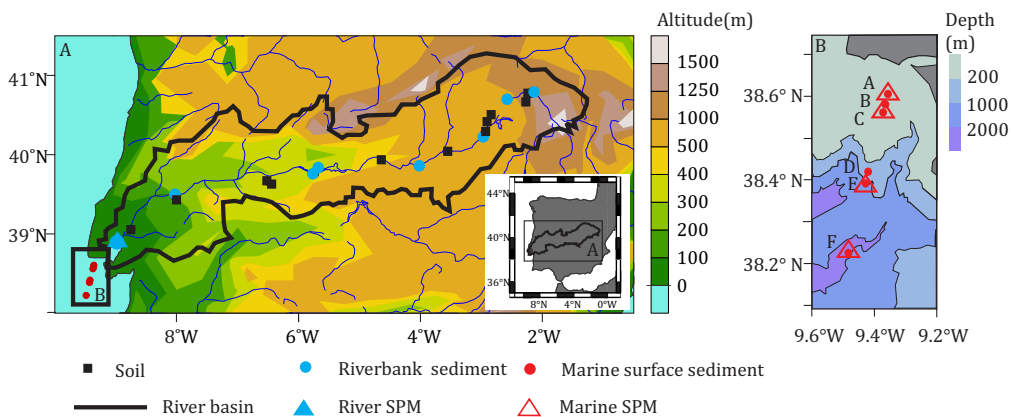 Altitude(m)
Depth
(m)
A
41°N
40°N
39°N
8°W
6°W
4°W
2°W
B
1500
1250
1000
600
500
400
300
200
100
0
40°N
36°N
8°W
4°W
0°W
A
B
A
B
C
D
E
F
38.6°N
38.4°N
38.2°N
9.6°W
9.4°W
9.2°W
200
1000
2000
Soil
Riverbank sediment
Marine surface sediment
River basin
River SPM
Marine SPM